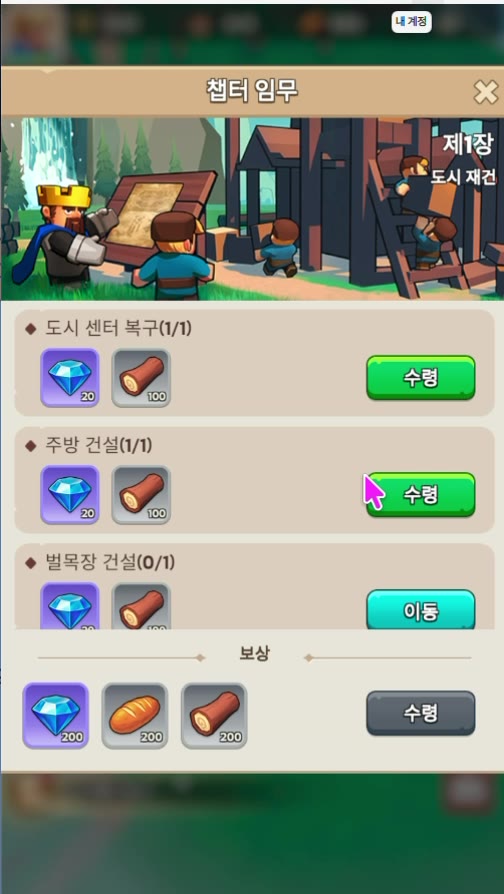 내 계정
챕터 임무
제1장
도시 재건
도시 센터 복구(1/1)
20
100
수령
주방 건설(1/1)
20
100
수령
벌목장 건설(0/1)
이동
보상
200
200
200
수령